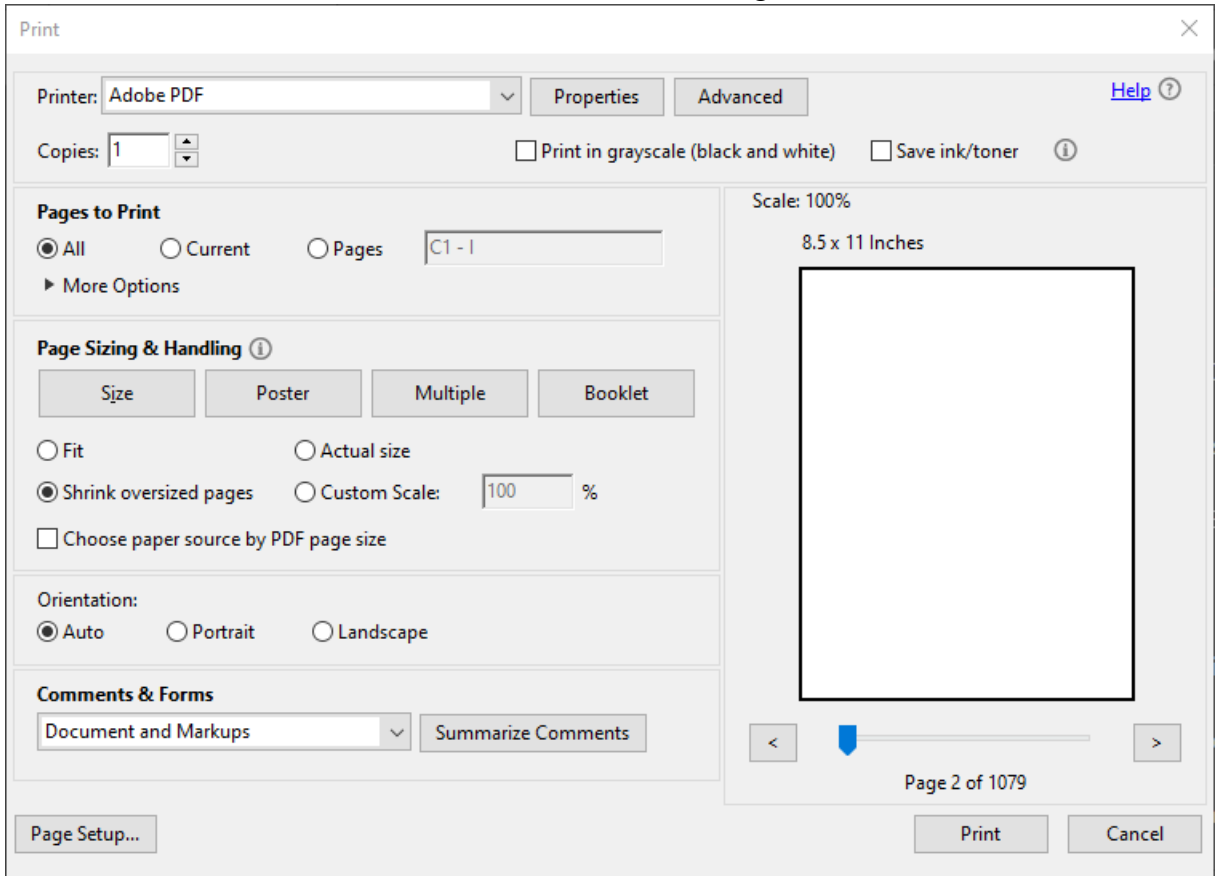 Print
Printer: Adobe PDF Properties Advanced Help
Copies: 1 Print in grayscale (black and white) Save ink/toner
Pages to Print
All Current Pages C1 - I
More Options
Page Sizing & Handling
Size Poster Multiple Booklet
Fit Actual size
Shrink oversized pages Custom Scale: 100 %
Choose paper source by PDF page size
Orientation:
Auto Portrait Landscape
Comments & Forms
Document and Markups Summarize Comments
Scale: 100%
8.5 x 11 Inches
< >
Page 2 of 1079
Page Setup... Print Cancel